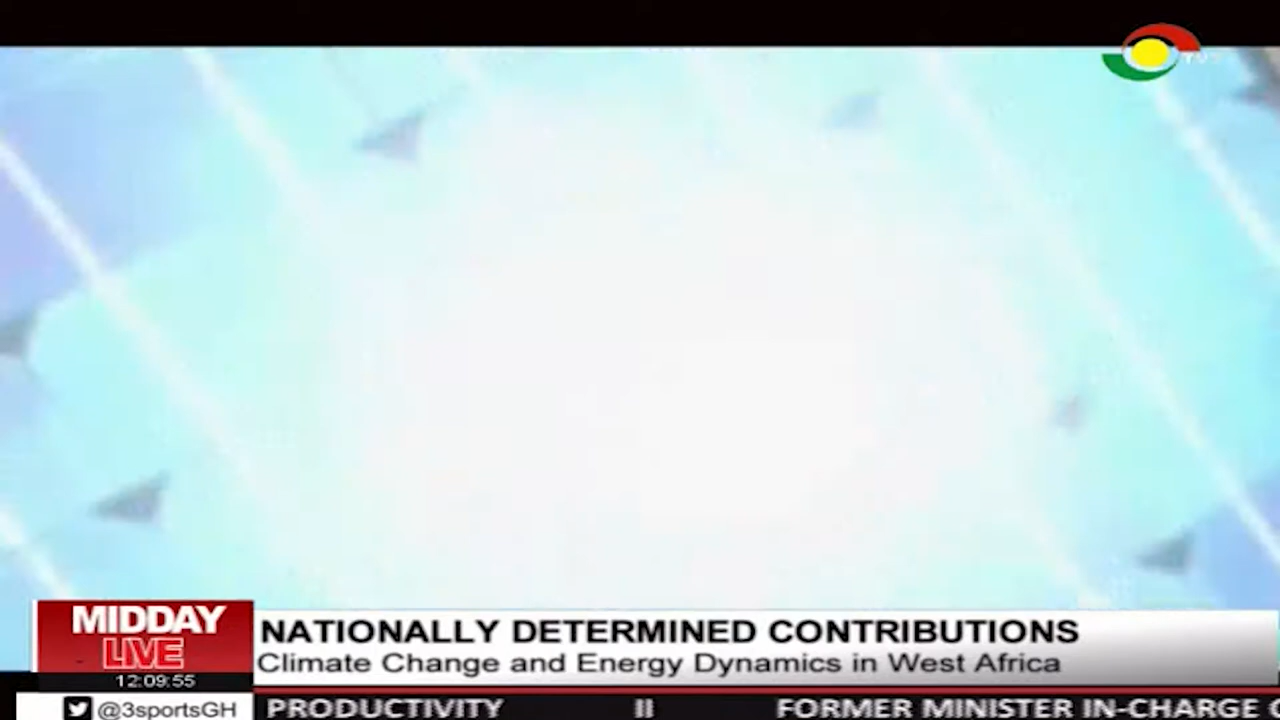 MIDDAY
LIVE
12:09:55
NATIONALLY DETERMINED CONTRIBUTIONS
Climate Change and Energy Dynamics in West Africa
@3sportsGH
PRODUCTIVITY II FORMER MINISTER IN-CHARGE